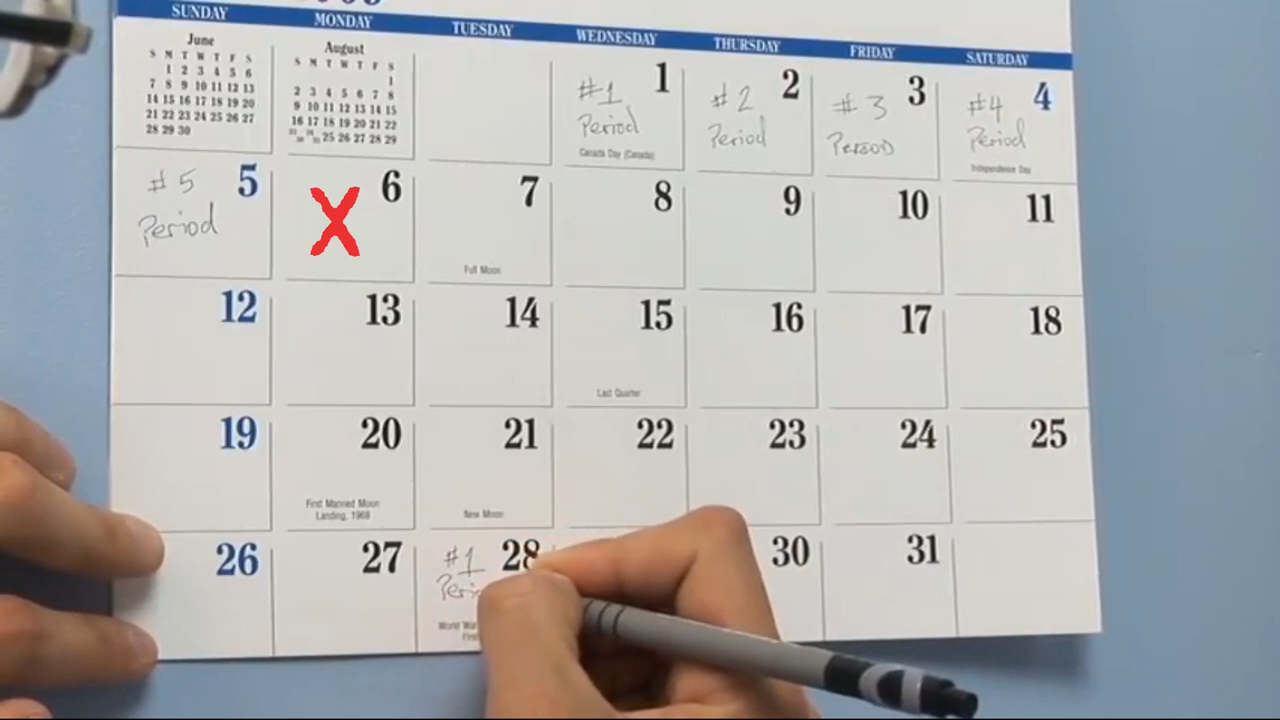 SUNDAY MONDAY TUESDAY WEDNESDAY THURSDAY FRIDAY SATURDAY
June
S M T W T F S
1 2 3 4 5 6
7 8 9 10 11 12 13
14 15 16 17 18 19 20
21 22 23 24 25 26 27
28 29 30
August
S M T W T F S
1
2 3 4 5 6 7 8
9 10 11 12 13 14 15
16 17 18 19 20 21 22
25 26 27 28 29
1
#1
Period
Canada Day (Canada)
2
#2
Period
3
#3
Period
4
#4
Period
Independence Day
5
#5
Period
6
X
7
Full Moon
8
9
10
11
12
13
14
15
Last Quarter
16
17
18
19
20
First Manned Moon
Landing, 1969
21
New Moon
22
23
24
25
26
27
28
#1
World
30
31